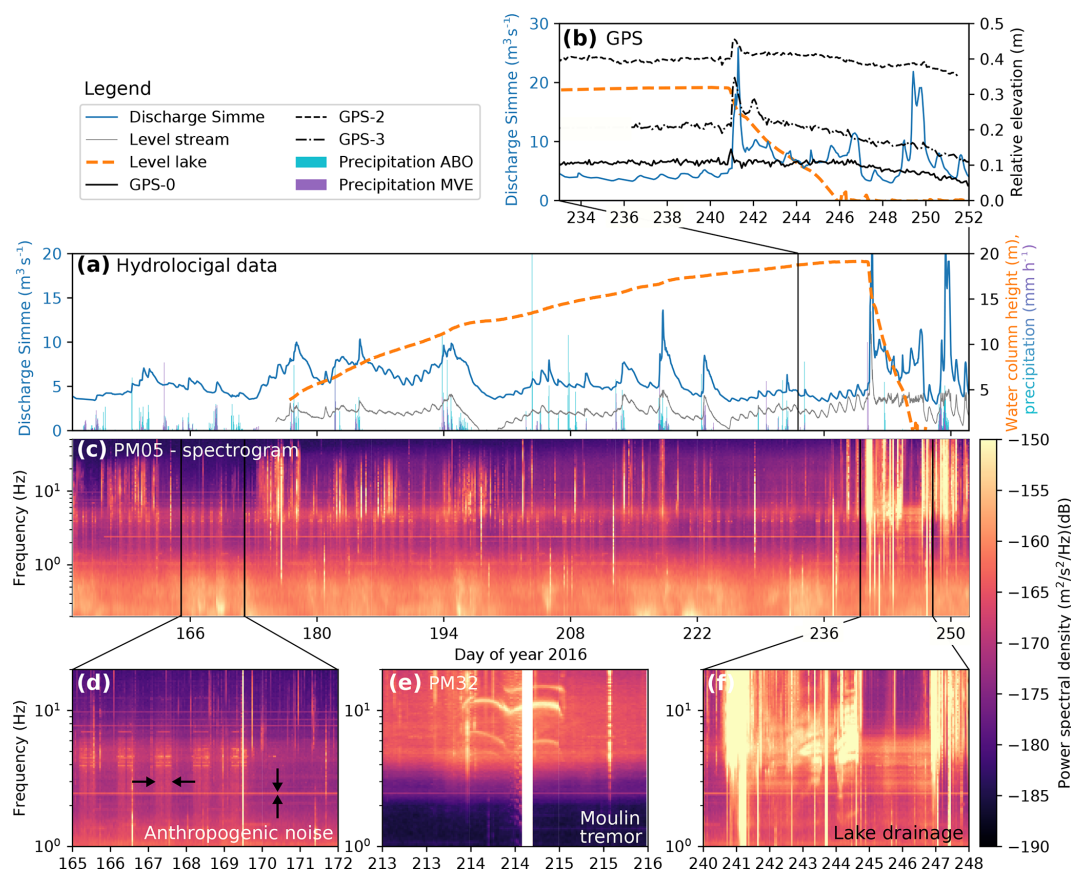 Legend
Discharge Simme
Level stream
Level lake
GPS-0
GPS-2
GPS-3
Precipitation ABO
Precipitation MVE
(b) GPS
Discharge Simme (m³ s⁻¹)
30
20
10
0
0.5
0.4
0.3
0.2
0.1
0.0
Relative elevation (m)
234 236 238 240 242 244 246 248 250 252
(a) Hydrolocigal data
Discharge Simme (m³ s⁻¹)
20
15
10
5
0
20
15
10
5
Water column height (m),
precipitation (mm h⁻¹)
(c) PM05 - spectrogram
Frequency (Hz)
10¹
10⁰
166 180 194 208 222 236 250
Day of year 2016
−150
−155
−160
−165
−170
−175
−180
−185
−190
Power spectral density (m²/s²/Hz)(dB)
(d)
Frequency (Hz)
10¹
10⁰
Anthropogenic noise
165 166 167 168 169 170 171 172
(e) PM32
10¹
10⁰
Moulin
tremor
213 213 214 214 215 215 216
(f)
10¹
10⁰
Lake drainage
240 241 242 243 244 245 246 247 248